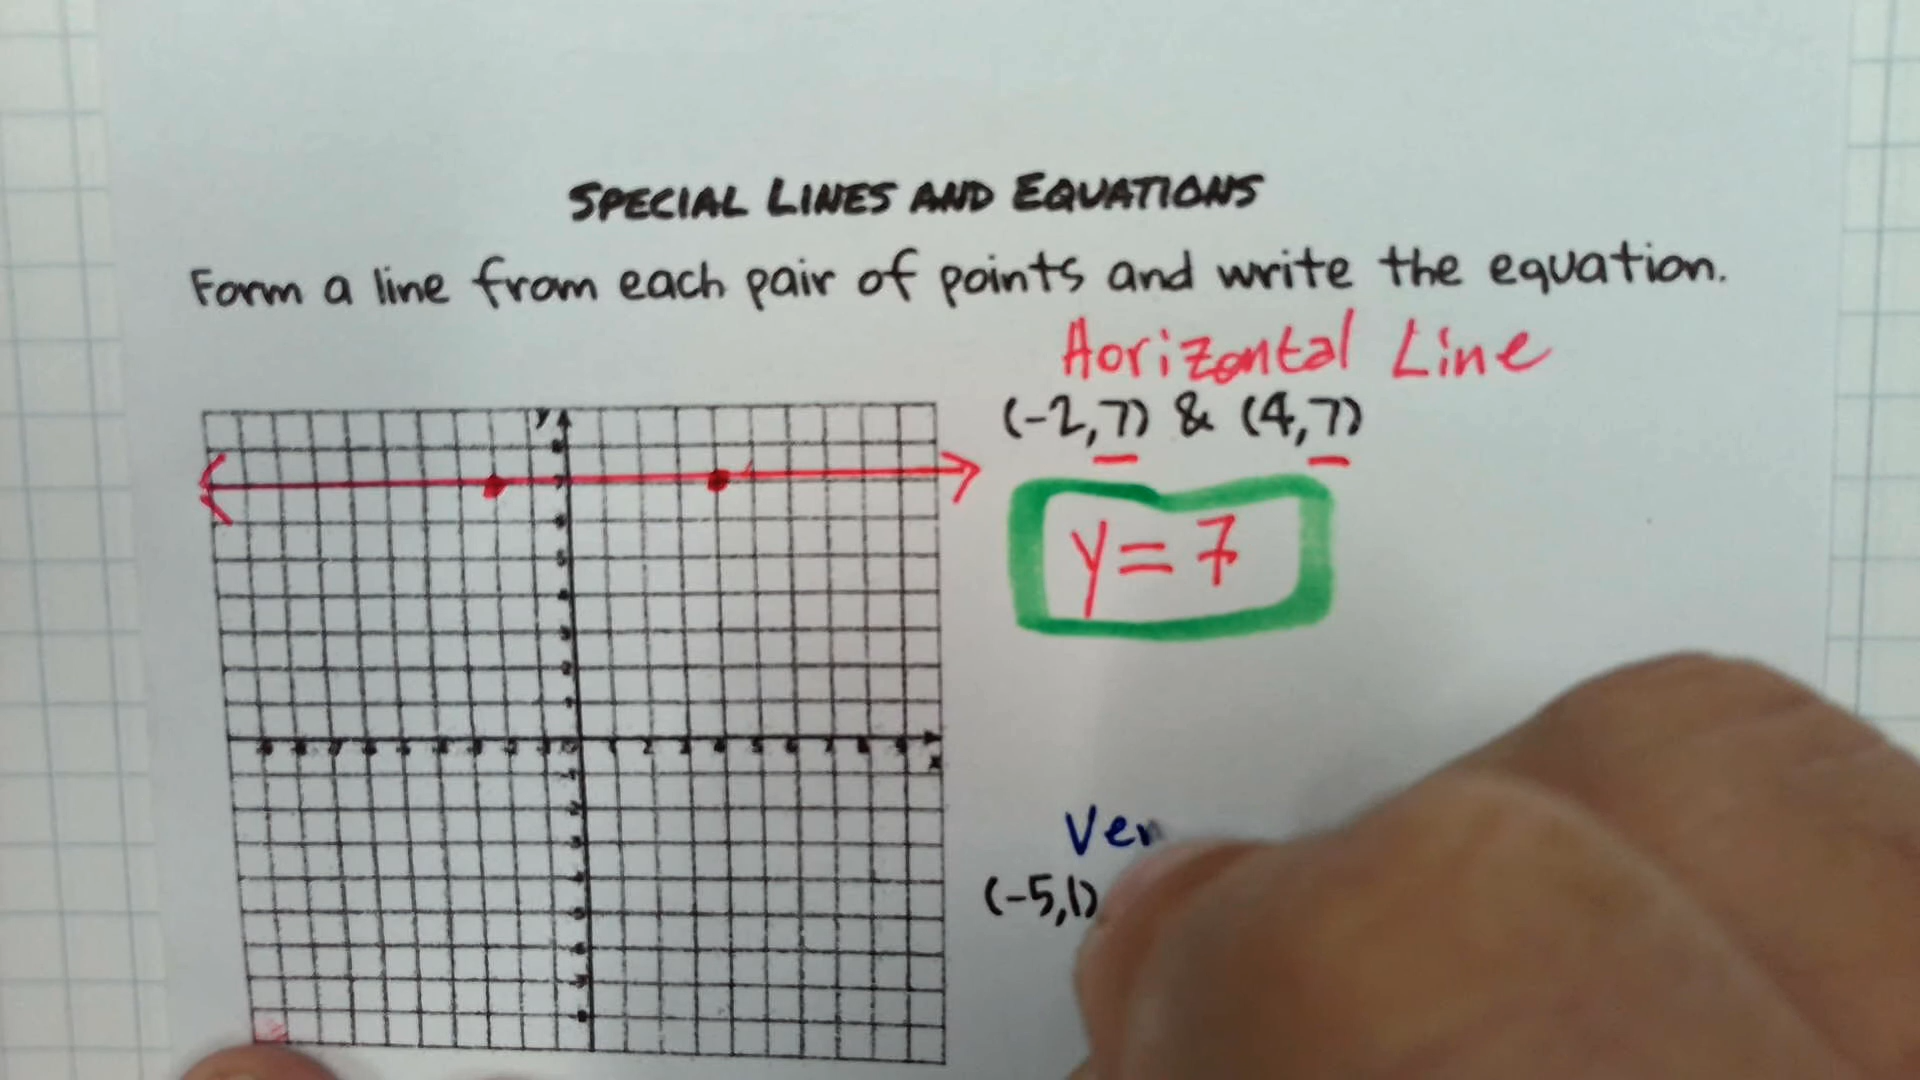 SPECIAL LINES AND EQUATIONS
Form a line from each pair of points and write the equation.
Horizontal Line
(-2,7) & (4,7)
y = 7
(-5,1)
y
x